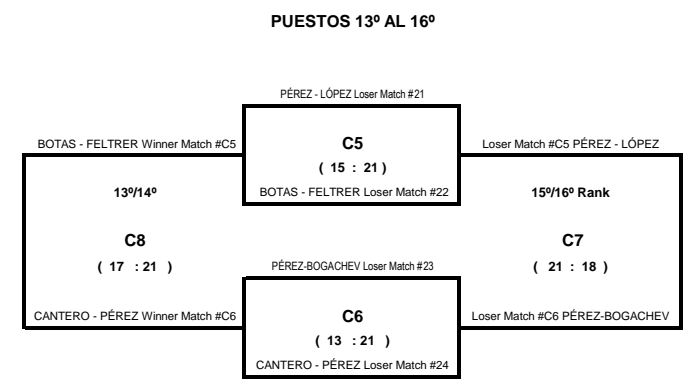 PUESTOS 13º AL 16º
PÉREZ - LÓPEZ Loser Match #21
BOTAS - FELTRER Winner Match #C5
C5
Loser Match #C5 PÉREZ - LÓPEZ
( 15 : 21 )
13º/14º
BOTAS - FELTRER Loser Match #22
15º/16º Rank
C8
C7
( 17 : 21 )
PÉREZ-BOGACHEV Loser Match #23
( 21 : 18 )
CANTERO - PÉREZ Winner Match #C6
C6
Loser Match #C6 PÉREZ-BOGACHEV
( 13 : 21 )
CANTERO - PÉREZ Loser Match #24